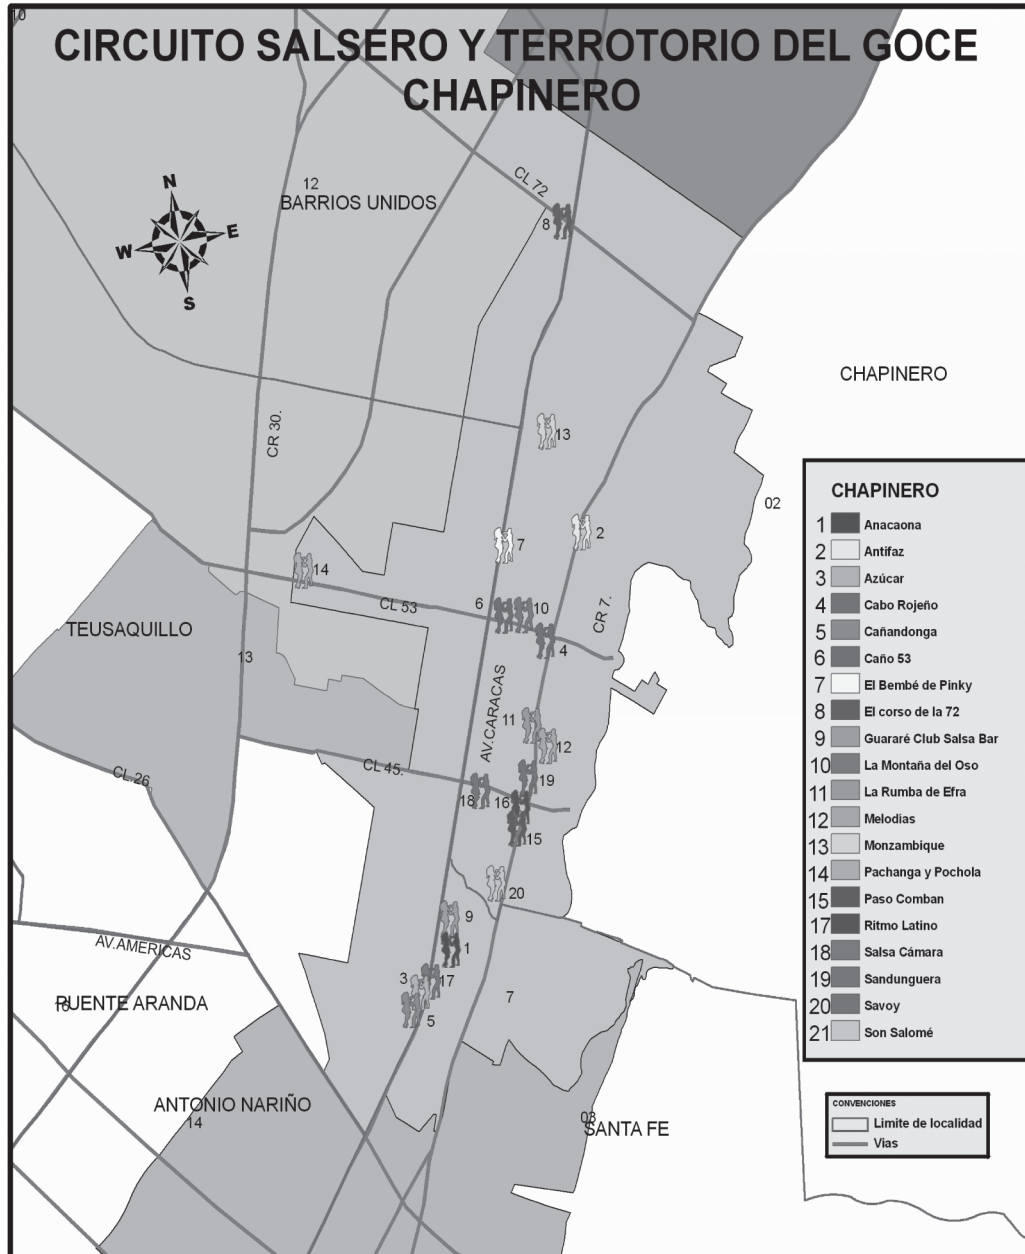 10
CIRCUITO SALSERO Y TERROTORIO DEL GOCE
CHAPINERO
CL 72
12
BARRIOS UNIDOS
N
E
W
S
8
CHAPINERO
CR 30.
13
02
7
2
14
CL 53
6
10
4
CR 7.
TEUSAQUILLO
13
AV.CARACAS
11
12
CL 45.
19
CL.26
18
16
15
20
9
1
AV.AMERICAS
3
17
5
7
PUENTE ARANDA
16
ANTONIO NARIÑO
14
03
SANTA FE
CHAPINERO
1 Anacaona
2 Antifaz
3 Azúcar
4 Cabo Rojeño
5 Cañandonga
6 Caño 53
7 El Bembé de Pinky
8 El corso de la 72
9 Guararé Club Salsa Bar
10 La Montaña del Oso
11 La Rumba de Efra
12 Melodias
13 Monzambique
14 Pachanga y Pochola
15 Paso Comban
17 Ritmo Latino
18 Salsa Cámara
19 Sandunguera
20 Savoy
21 Son Salomé
CONVENCIONES
Limite de localidad
Vias